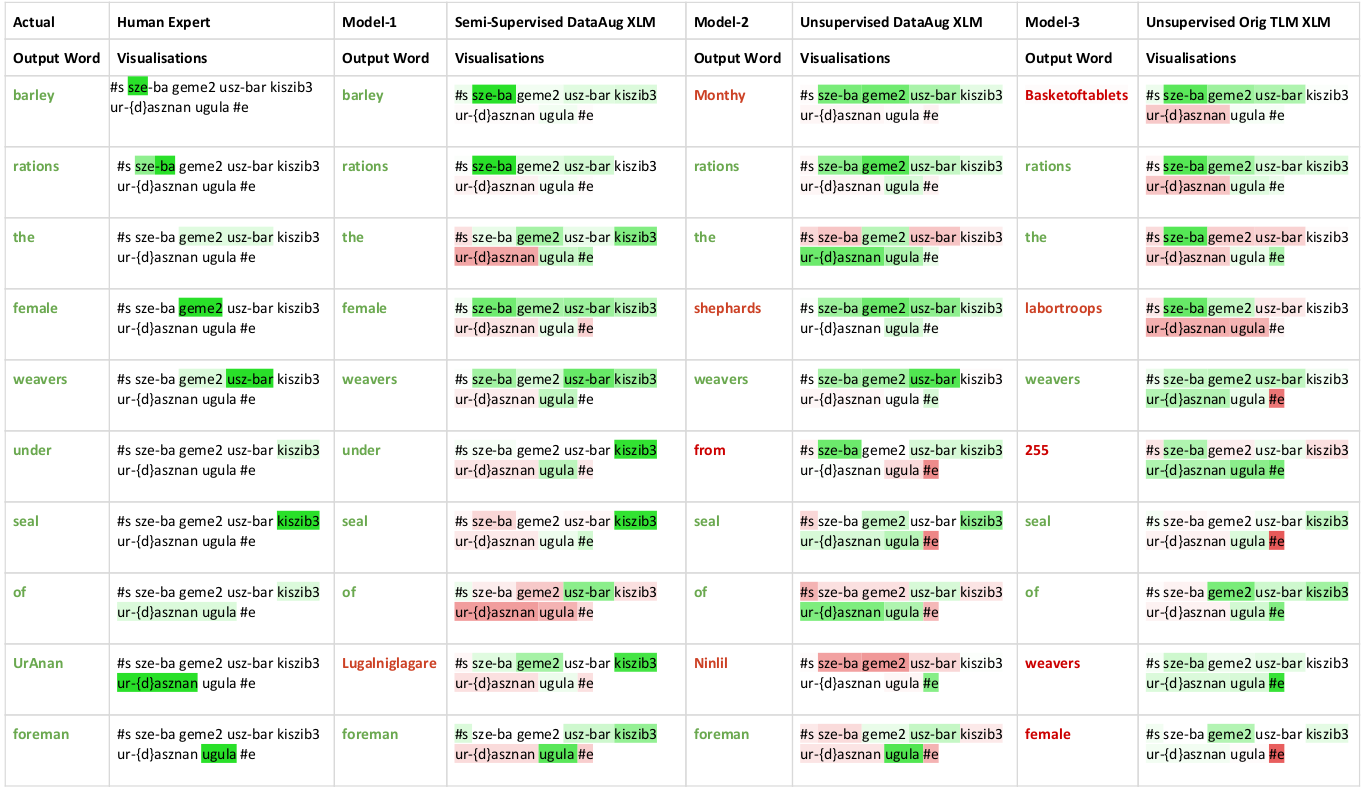 Actual Human Expert Model-1 Semi-Supervised DataAug XLM Model-2 Unsupervised DataAug XLM Model-3 Unsupervised Orig TLM XLM
Output Word Visualisations Output Word Visualisations Output Word Visualisations Output Word Visualisations
barley #s sze-ba geme2 usz-bar kiszib3 barley #s sze-ba geme2 usz-bar kiszib3 Monthy #s sze-ba geme2 usz-bar kiszib3 Basketoftablets #s sze-ba geme2 usz-bar kiszib3
ur-{d}asznan ugula #e ur-{d}asznan ugula #e ur-{d}asznan ugula #e ur-{d}asznan ugula #e
rations #s sze-ba geme2 usz-bar kiszib3 rations #s sze-ba geme2 usz-bar kiszib3 rations #s sze-ba geme2 usz-bar kiszib3 rations #s sze-ba geme2 usz-bar kiszib3
ur-{d}asznan ugula #e ur-{d}asznan ugula #e ur-{d}asznan ugula #e ur-{d}asznan ugula #e
the #s sze-ba geme2 usz-bar kiszib3 the #s sze-ba geme2 usz-bar kiszib3 the #s sze-ba geme2 usz-bar kiszib3 the #s sze-ba geme2 usz-bar kiszib3
ur-{d}asznan ugula #e ur-{d}asznan ugula #e ur-{d}asznan ugula #e ur-{d}asznan ugula #e
female #s sze-ba geme2 usz-bar kiszib3 female #s sze-ba geme2 usz-bar kiszib3 shephards #s sze-ba geme2 usz-bar kiszib3 labortroops #s sze-ba geme2 usz-bar kiszib3
ur-{d}asznan ugula #e ur-{d}asznan ugula #e ur-{d}asznan ugula #e ur-{d}asznan ugula #e
weavers #s sze-ba geme2 usz-bar kiszib3 weavers #s sze-ba geme2 usz-bar kiszib3 weavers #s sze-ba geme2 usz-bar kiszib3 weavers #s sze-ba geme2 usz-bar kiszib3
ur-{d}asznan ugula #e ur-{d}asznan ugula #e ur-{d}asznan ugula #e ur-{d}asznan ugula #e
under #s sze-ba geme2 usz-bar kiszib3 under #s sze-ba geme2 usz-bar kiszib3 from #s sze-ba geme2 usz-bar kiszib3 255 #s sze-ba geme2 usz-bar kiszib3
ur-{d}asznan ugula #e ur-{d}asznan ugula #e ur-{d}asznan ugula #e ur-{d}asznan ugula #e
seal #s sze-ba geme2 usz-bar kiszib3 seal #s sze-ba geme2 usz-bar kiszib3 seal #s sze-ba geme2 usz-bar kiszib3 seal #s sze-ba geme2 usz-bar kiszib3
ur-{d}asznan ugula #e ur-{d}asznan ugula #e ur-{d}asznan ugula #e ur-{d}asznan ugula #e
of #s sze-ba geme2 usz-bar kiszib3 of #s sze-ba geme2 usz-bar kiszib3 of #s sze-ba geme2 usz-bar kiszib3 of #s sze-ba geme2 usz-bar kiszib3
ur-{d}asznan ugula #e ur-{d}asznan ugula #e ur-{d}asznan ugula #e ur-{d}asznan ugula #e
UrAnan #s sze-ba geme2 usz-bar kiszib3 Lugalniglagare #s sze-ba geme2 usz-bar kiszib3 Ninlil #s sze-ba geme2 usz-bar kiszib3 weavers #s sze-ba geme2 usz-bar kiszib3
ur-{d}asznan ugula #e ur-{d}asznan ugula #e ur-{d}asznan ugula #e ur-{d}asznan ugula #e
foreman #s sze-ba geme2 usz-bar kiszib3 foreman #s sze-ba geme2 usz-bar kiszib3 foreman #s sze-ba geme2 usz-bar kiszib3 female #s sze-ba geme2 usz-bar kiszib3
ur-{d}asznan ugula #e ur-{d}asznan ugula #e ur-{d}asznan ugula #e ur-{d}asznan ugula #e